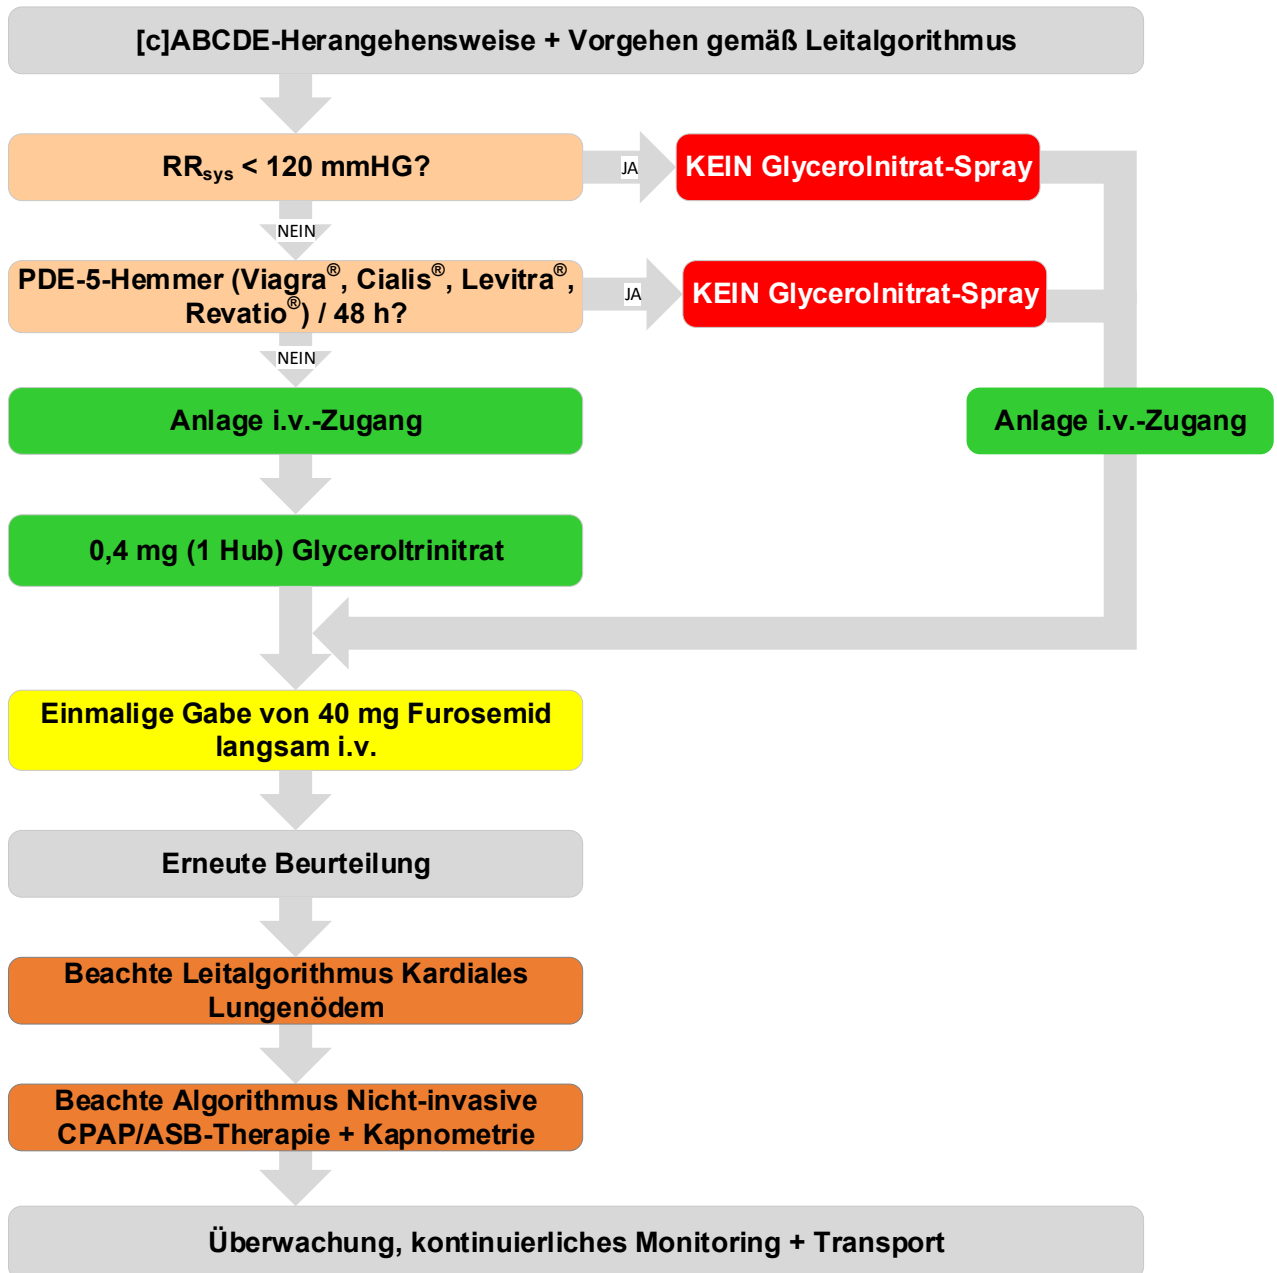 [c]ABCDE-Herangehensweise + Vorgehen gemäß Leitalgorithmus
RRsys < 120 mmHG?
JA
KEIN Glycerolnitrat-Spray
NEIN
PDE-5-Hemmer (Viagra®, Cialis®, Levitra®,
Revatio®) / 48 h?
JA
KEIN Glycerolnitrat-Spray
NEIN
Anlage i.v.-Zugang
Anlage i.v.-Zugang
0,4 mg (1 Hub) Glyceroltrinitrat
Einmalige Gabe von 40 mg Furosemid
langsam i.v.
Erneute Beurteilung
Beachte Leitalgorithmus Kardiales
Lungenödem
Beachte Algorithmus Nicht-invasive
CPAP/ASB-Therapie + Kapnometrie
Überwachung, kontinuierliches Monitoring + Transport